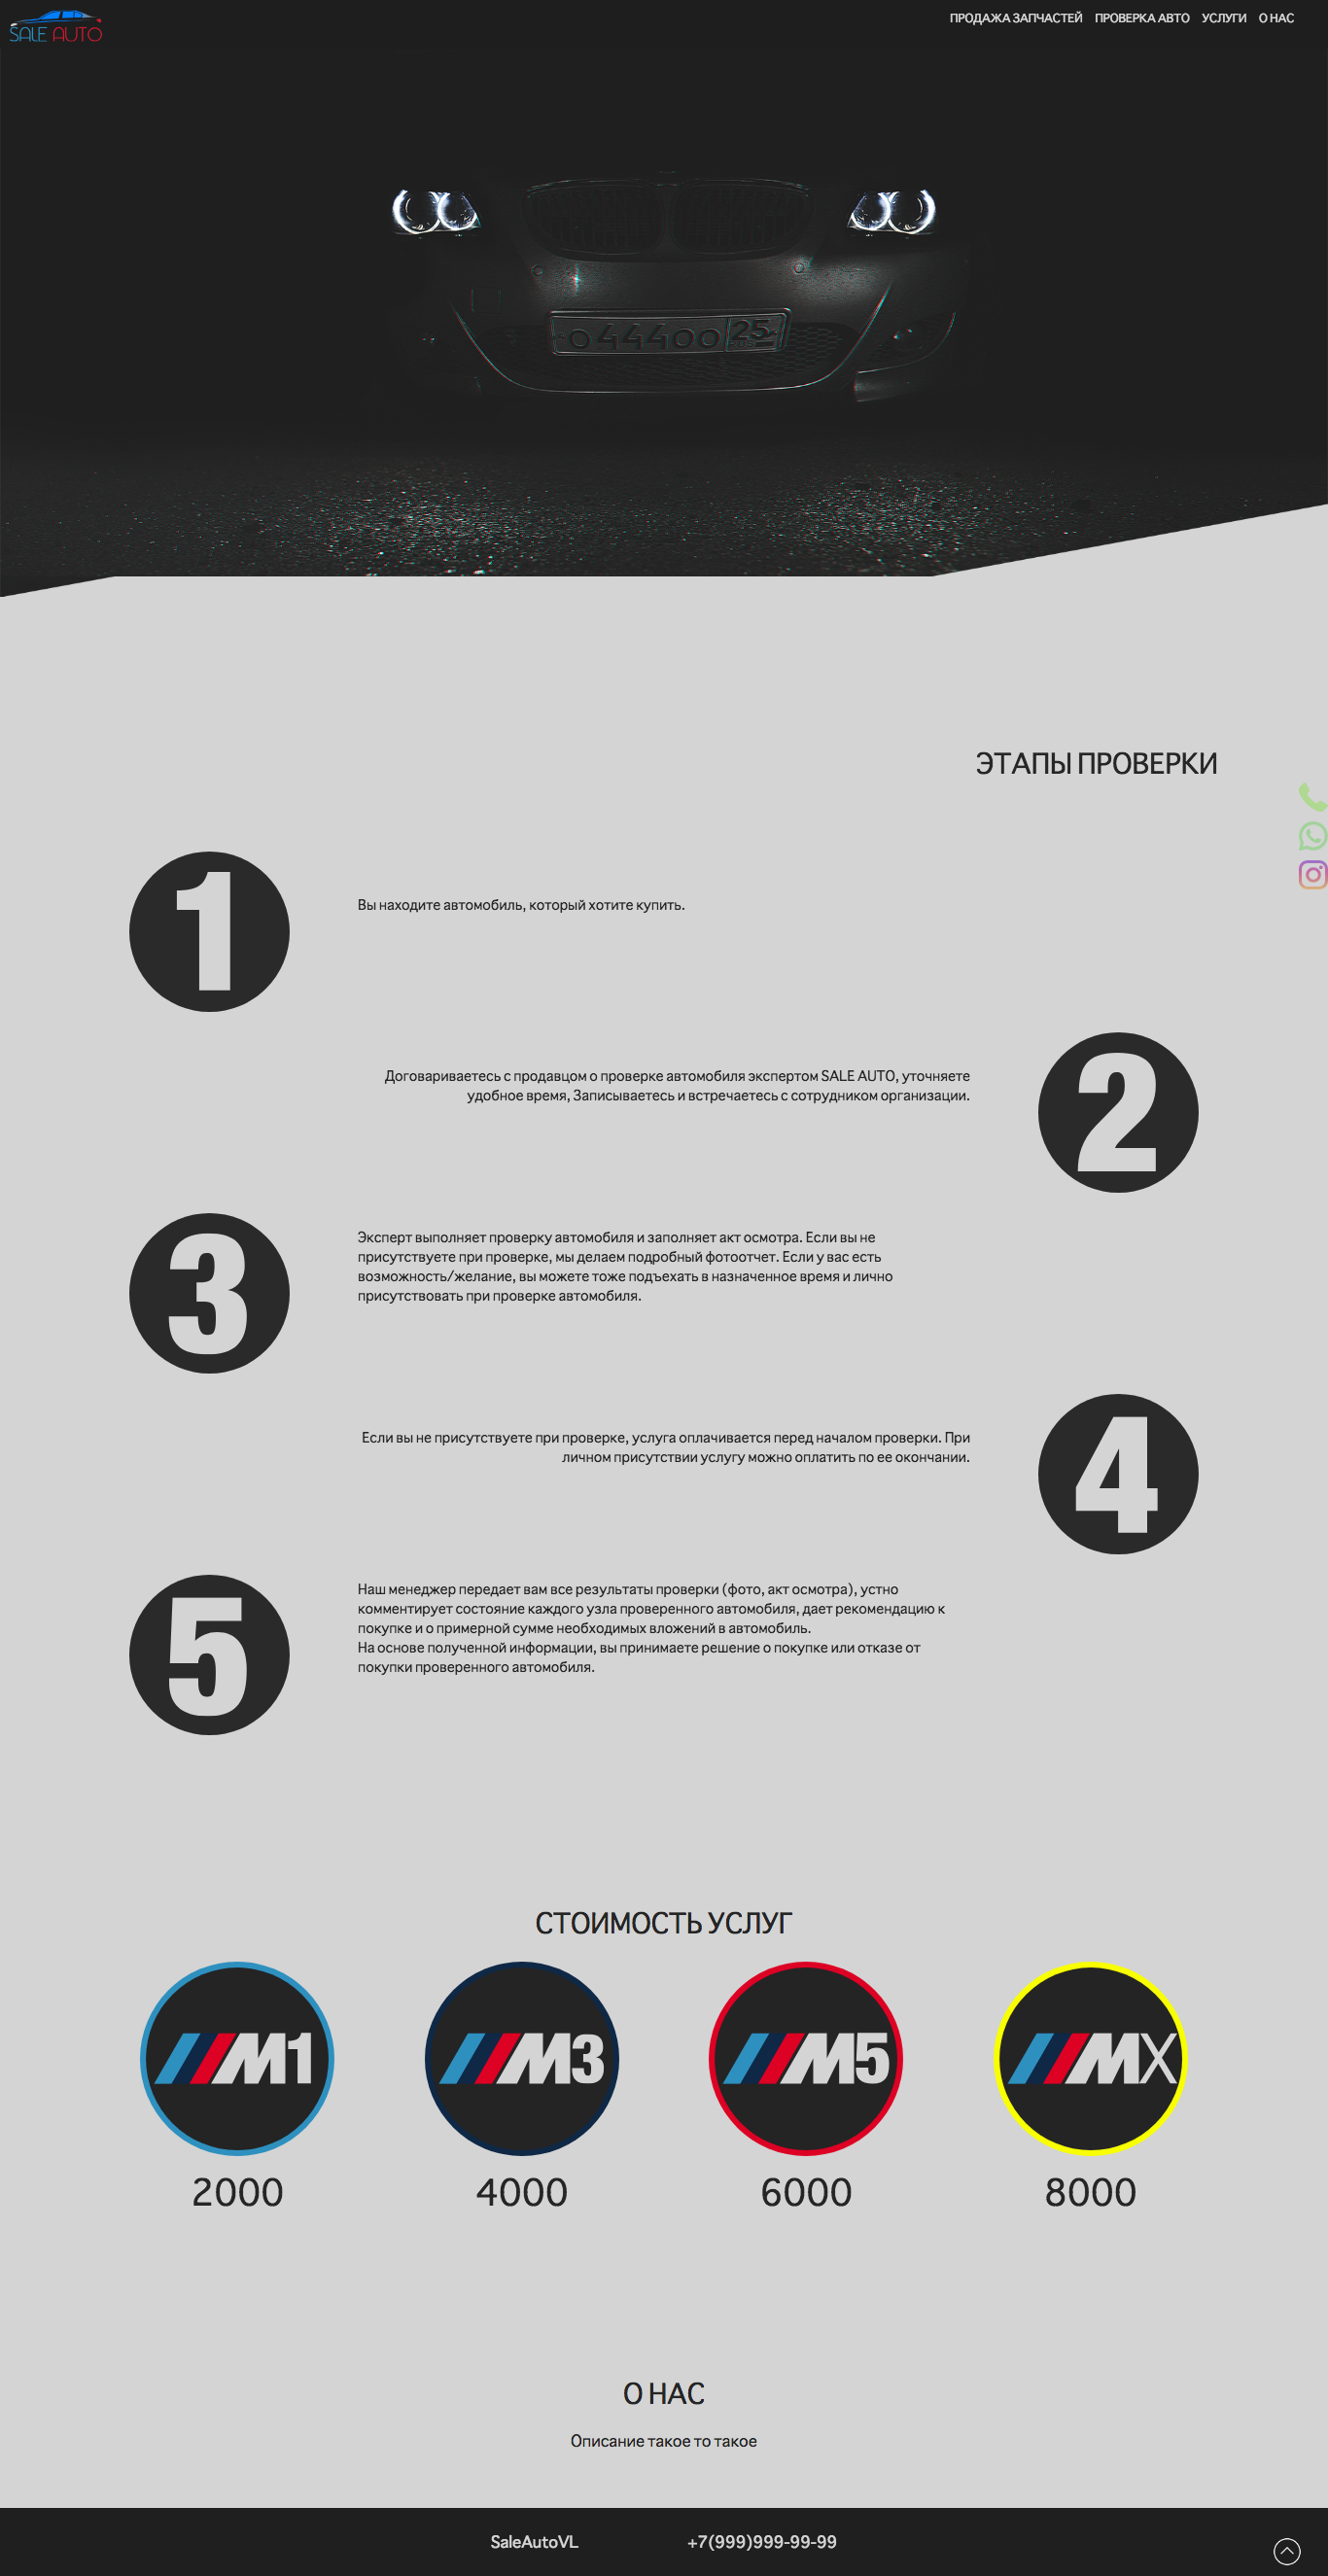 SALE AUTO
ПРОДАЖА ЗАПЧАСТЕЙ ПРОВЕРКА АВТО УСЛУГИ О НАС
о444оо 25
RUS
ЭТАПЫ ПРОВЕРКИ
1
Вы находите автомобиль, который хотите купить.
Договариваетесь с продавцом о проверке автомобиля экспертом SALE AUTO, уточняете
удобное время, Записываетесь и встречаетесь с сотрудником организации.
2
3
Эксперт выполняет проверку автомобиля и заполняет акт осмотра. Если вы не
присутствуете при проверке, мы делаем подробный фотоотчет. Если у вас есть
возможность/желание, вы можете тоже подъехать в назначенное время и лично
присутствовать при проверке автомобиля.
Если вы не присутствуете при проверке, услуга оплачивается перед началом проверки. При
личном присутствии услугу можно оплатить по ее окончании.
4
5
Наш менеджер передает вам все результаты проверки (фото, акт осмотра), устно
комментирует состояние каждого узла проверенного автомобиля, дает рекомендацию к
покупке и о примерной сумме необходимых вложений в автомобиль.
На основе полученной информации, вы принимаете решение о покупке или отказе от
покупки проверенного автомобиля.
СТОИМОСТЬ УСЛУГ
M1 M3 M5 MX
2000 4000 6000 8000
О НАС
Описание такое то такое
SaleAutoVL +7(999)999-99-99